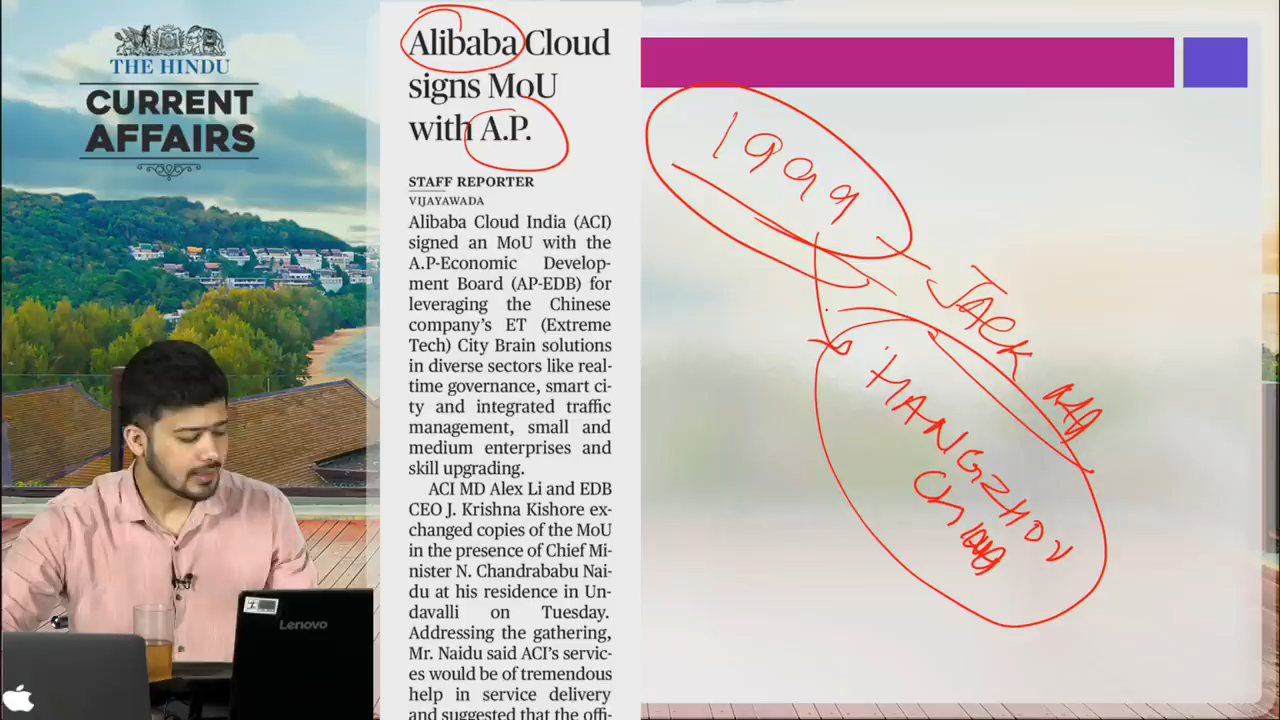 THE HINDU
CURRENT
AFFAIRS
Alibaba Cloud
signs MoU
with A.P.
STAFF REPORTER
VIJAYAWADA
Alibaba Cloud India (ACI)
signed an MoU with the
A.P-Economic Develop-
ment Board (AP-EDB) for
leveraging the Chinese
company's ET (Extreme
Tech) City Brain solutions
in diverse sectors like real-
time governance, smart ci-
ty and integrated traffic
management, small and
medium enterprises and
skill upgrading.
ACI MD Alex Li and EDB
CEO J. Krishna Kishore ex-
changed copies of the MoU
in the presence of Chief Mi-
nister N. Chandrababu Nai-
du at his residence in Un-
davalli on Tuesday.
Addressing the gathering,
Mr. Naidu said ACI's servic-
es would be of tremendous
help in service delivery
and suggested that the offi-
1999
JACK MA
HANGZHOU
CHINA
Lenovo